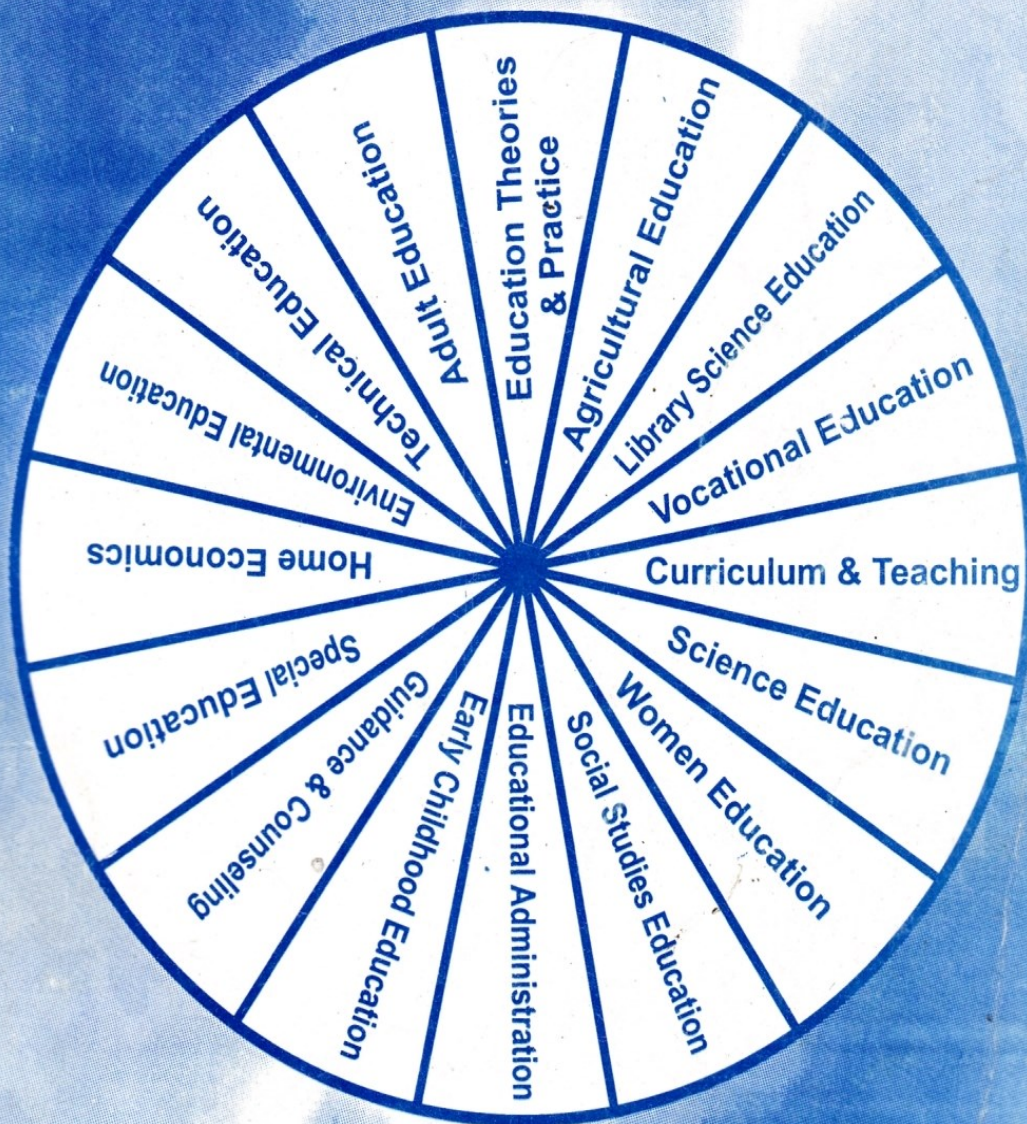 Education Theories
& Practice
Agricultural Education
Library Science Education
Vocational Education
Curriculum & Teaching
Science Education
Women Education
Social Studies Education
Educational Administration
Early Childhood Education
Guidance & Counseling
Special Education
Home Economics
Environmental Education
Technical Education
Adult Education